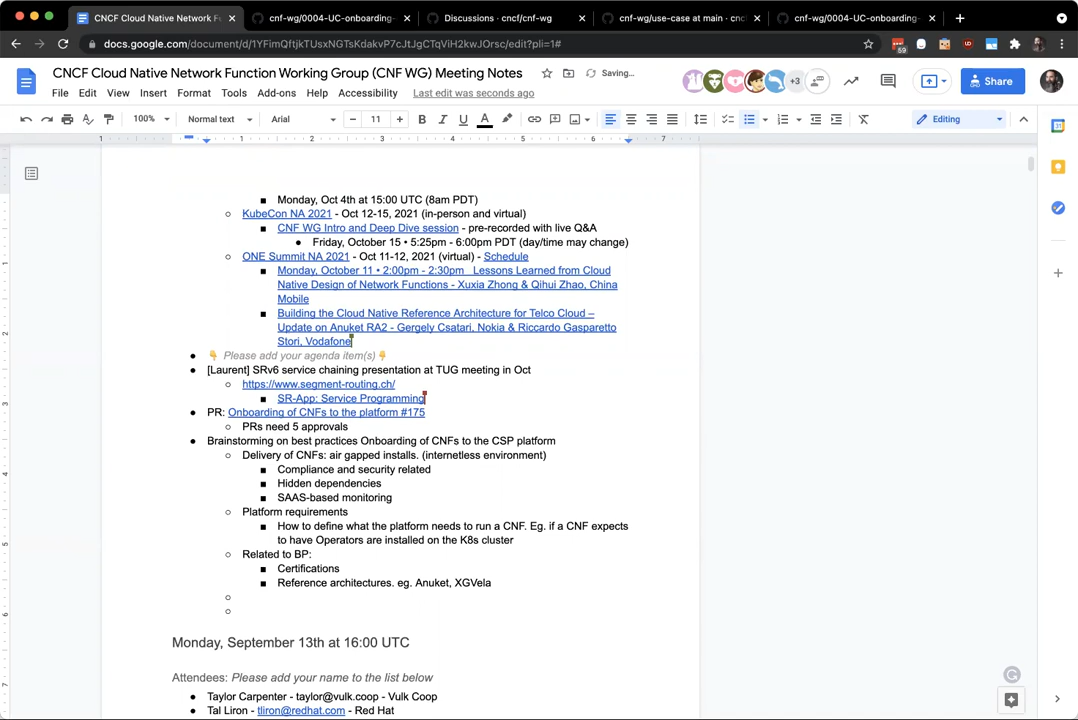 CNCF Cloud Native Network F
cnf-wg/0004-UC-onboarding-
Discussions · cncf/cnf-wg
cnf-wg/use-case at main · cnc
cnf-wg/0004-UC-onboarding-
docs.google.com/document/d/1YFimQftjkTUsxNGTsKdakvP7cJtJgCTqViH2kwJOrsc/edit?pli=1#
59
CNCF Cloud Native Network Function Working Group (CNF WG) Meeting Notes
Saving...
+3
Share
File Edit View Insert Format Tools Add-ons Help Accessibility Last edit was seconds ago
100% Normal text Arial 11 B I U A Editing
1 1 2 3 4 5 6 7
Monday, Oct 4th at 15:00 UTC (8am PDT)
KubeCon NA 2021 - Oct 12-15, 2021 (in-person and virtual)
CNF WG Intro and Deep Dive session - pre-recorded with live Q&A
Friday, October 15 • 5:25pm - 6:00pm PDT (day/time may change)
ONE Summit NA 2021 - Oct 11-12, 2021 (virtual) - Schedule
Monday, October 11 • 2:00pm - 2:30pm Lessons Learned from Cloud
Native Design of Network Functions - Xuxia Zhong & Qihui Zhao, China
Mobile
Building the Cloud Native Reference Architecture for Telco Cloud –
Update on Anuket RA2 - Gergely Csatari, Nokia & Riccardo Gasparetto
Stori, Vodafone
👇 Please add your agenda item(s) 👇
[Laurent] SRv6 service chaining presentation at TUG meeting in Oct
https://www.segment-routing.ch/
SR-App: Service Programming
PR: Onboarding of CNFs to the platform #175
PRs need 5 approvals
Brainstorming on best practices Onboarding of CNFs to the CSP platform
Delivery of CNFs: air gapped installs. (internetless environment)
Compliance and security related
Hidden dependencies
SAAS-based monitoring
Platform requirements
How to define what the platform needs to run a CNF. Eg. if a CNF expects
to have Operators are installed on the K8s cluster
Related to BP:
Certifications
Reference architectures. eg. Anuket, XGVela
Monday, September 13th at 16:00 UTC
Attendees: Please add your name to the list below
Taylor Carpenter - taylor@vulk.coop - Vulk Coop
Tal Liron - tliron@redhat.com - Red Hat